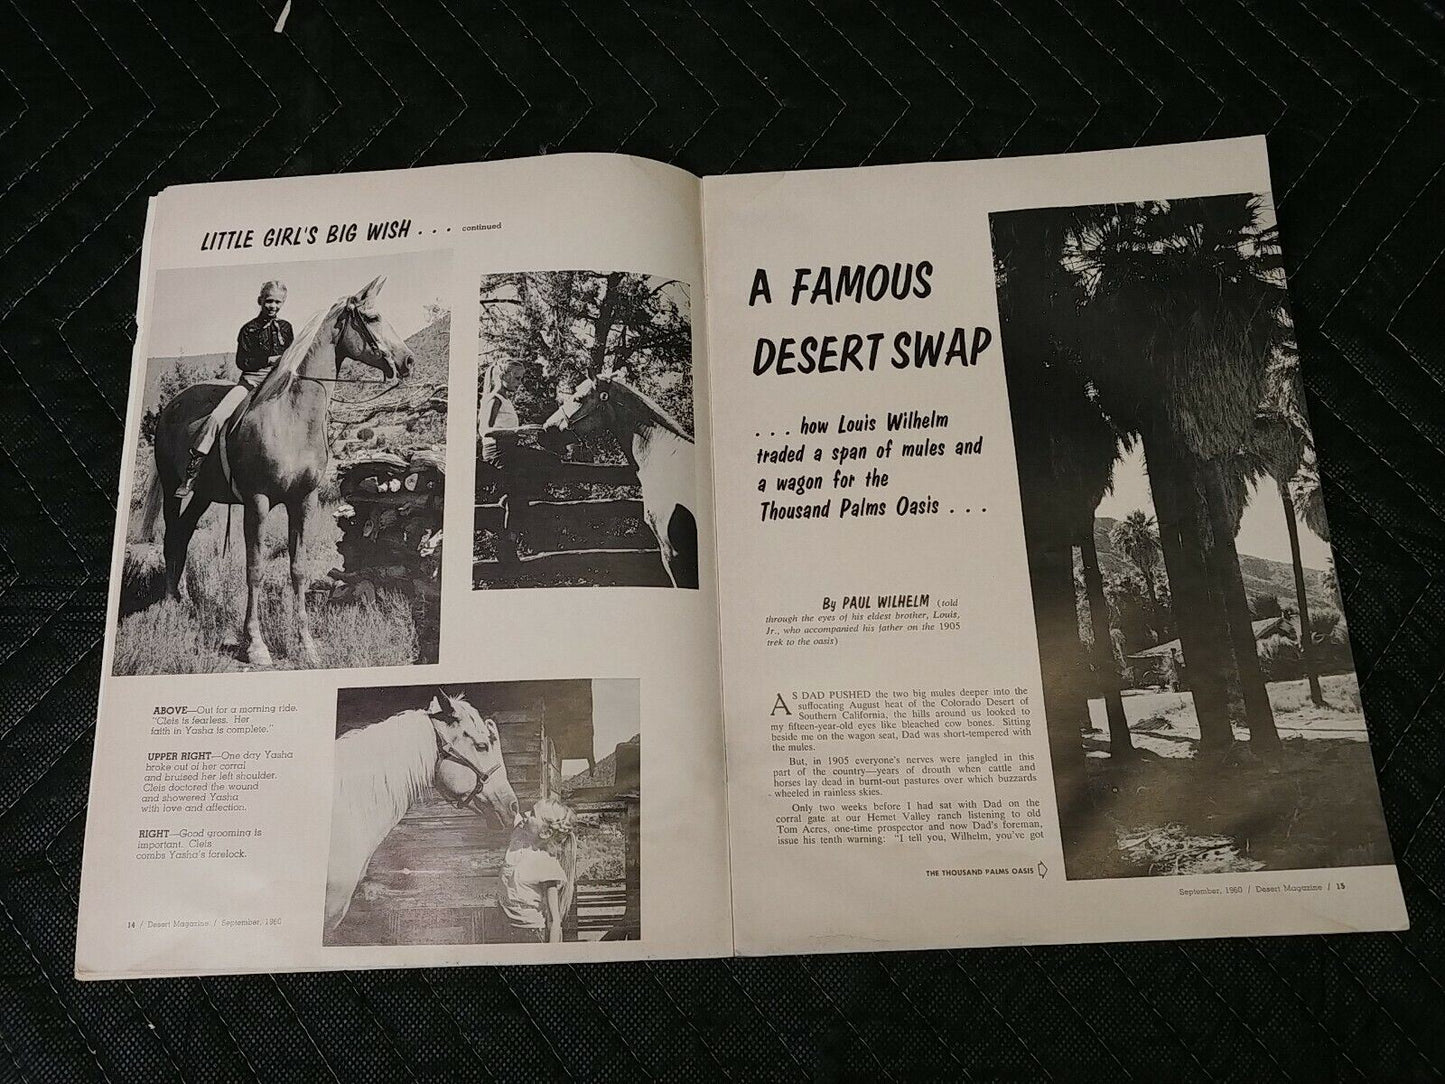 LITTLE GIRL'S BIG WISH . . . continued
ABOVE—Out for a morning ride.
"Cleis is fearless. Her
faith in Yasha is complete."
UPPER RIGHT—One day Yasha
broke out of her corral
and bruised her left shoulder.
Cleis doctored the wound
and showered Yasha
with love and affection.
RIGHT—Good grooming is
important. Cleis
combs Yasha's forelock.
14 / Desert Magazine / September, 1960
A FAMOUS
DESERT SWAP
. . . how Louis Wilhelm
traded a span of mules and
a wagon for the
Thousand Palms Oasis . . .
By PAUL WILHELM (told
through the eyes of his eldest brother, Louis,
Jr., who accompanied his father on the 1905
trek to the oasis)
AS DAD PUSHED the two big mules deeper into the
suffocating August heat of the Colorado Desert of
Southern California, the hills around us looked to
my fifteen-year-old eyes like bleached cow bones. Sitting
beside me on the wagon seat, Dad was short-tempered with
the mules.
But, in 1905 everyone's nerves were jangled in this
part of the country—years of drouth when cattle and
horses lay dead in burnt-out pastures over which buzzards
wheeled in rainless skies.
Only two weeks before I had sat with Dad on the
corral gate at our Hemet Valley ranch listening to old
Tom Acres, one-time prospector and now Dad's foreman,
issue his tenth warning: "I tell you, Wilhelm, you've got
THE THOUSAND PALMS OASIS
September, 1960 / Desert Magazine / 15